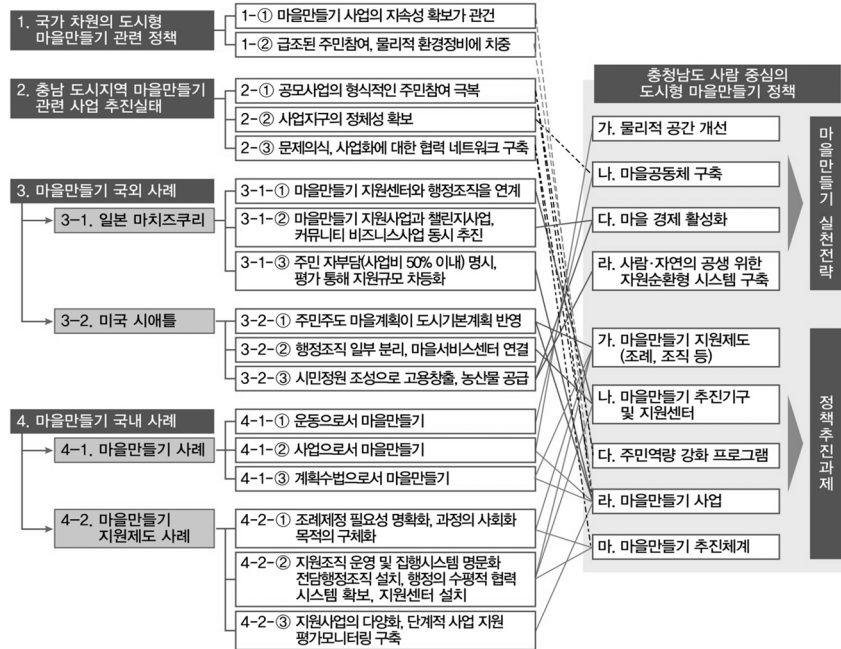 1. 국가 차원의 도시형
마을만들기 관련 정책
1-① 마을만들기 사업의 지속성 확보가 관건
1-② 급조된 주민참여, 물리적 환경정비에 치중
2. 충남 도시지역 마을만들기
관련 사업 추진실태
2-① 공모사업의 형식적인 주민참여 극복
2-② 사업지구의 정체성 확보
2-③ 문제의식, 사업화에 대한 협력 네트워크 구축
3. 마을만들기 국외 사례
3-1. 일본 마치즈쿠리
3-1-① 마을만들기 지원센터와 행정조직을 연계
3-1-② 마을만들기 지원사업과 챌린지사업,
커뮤니티 비즈니스사업 동시 추진
3-1-③ 주민 자부담(사업비 50% 이내) 명시,
평가 통해 지원규모 차등화
3-2. 미국 시애틀
3-2-① 주민주도 마을계획이 도시기본계획 반영
3-2-② 행정조직 일부 분리, 마을서비스센터 연결
3-2-③ 시민정원 조성으로 고용창출, 농산물 공급
4. 마을만들기 국내 사례
4-1. 마을만들기 사례
4-1-① 운동으로서 마을만들기
4-1-② 사업으로서 마을만들기
4-1-③ 계획수법으로서 마을만들기
4-2. 마을만들기
지원제도 사례
4-2-① 조례제정 필요성 명확화, 과정의 사회화
목적의 구체화
4-2-② 지원조직 운영 및 집행시스템 명문화
전담행정조직 설치, 행정의 수평적 협력
시스템 확보, 지원센터 설치
4-2-③ 지원사업의 다양화, 단계적 사업 지원
평가모니터링 구축
충청남도 사람 중심의
도시형 마을만들기 정책
가. 물리적 공간 개선
나. 마을공동체 구축
다. 마을 경제 활성화
라. 사람·자연의 공생 위한
자원순환형 시스템 구축
마을만들기 실천전략
가. 마을만들기 지원제도
(조례, 조직 등)
나. 마을만들기 추진기구
및 지원센터
다. 주민역량 강화 프로그램
라. 마을만들기 사업
마. 마을만들기 추진체계
정책추진과제